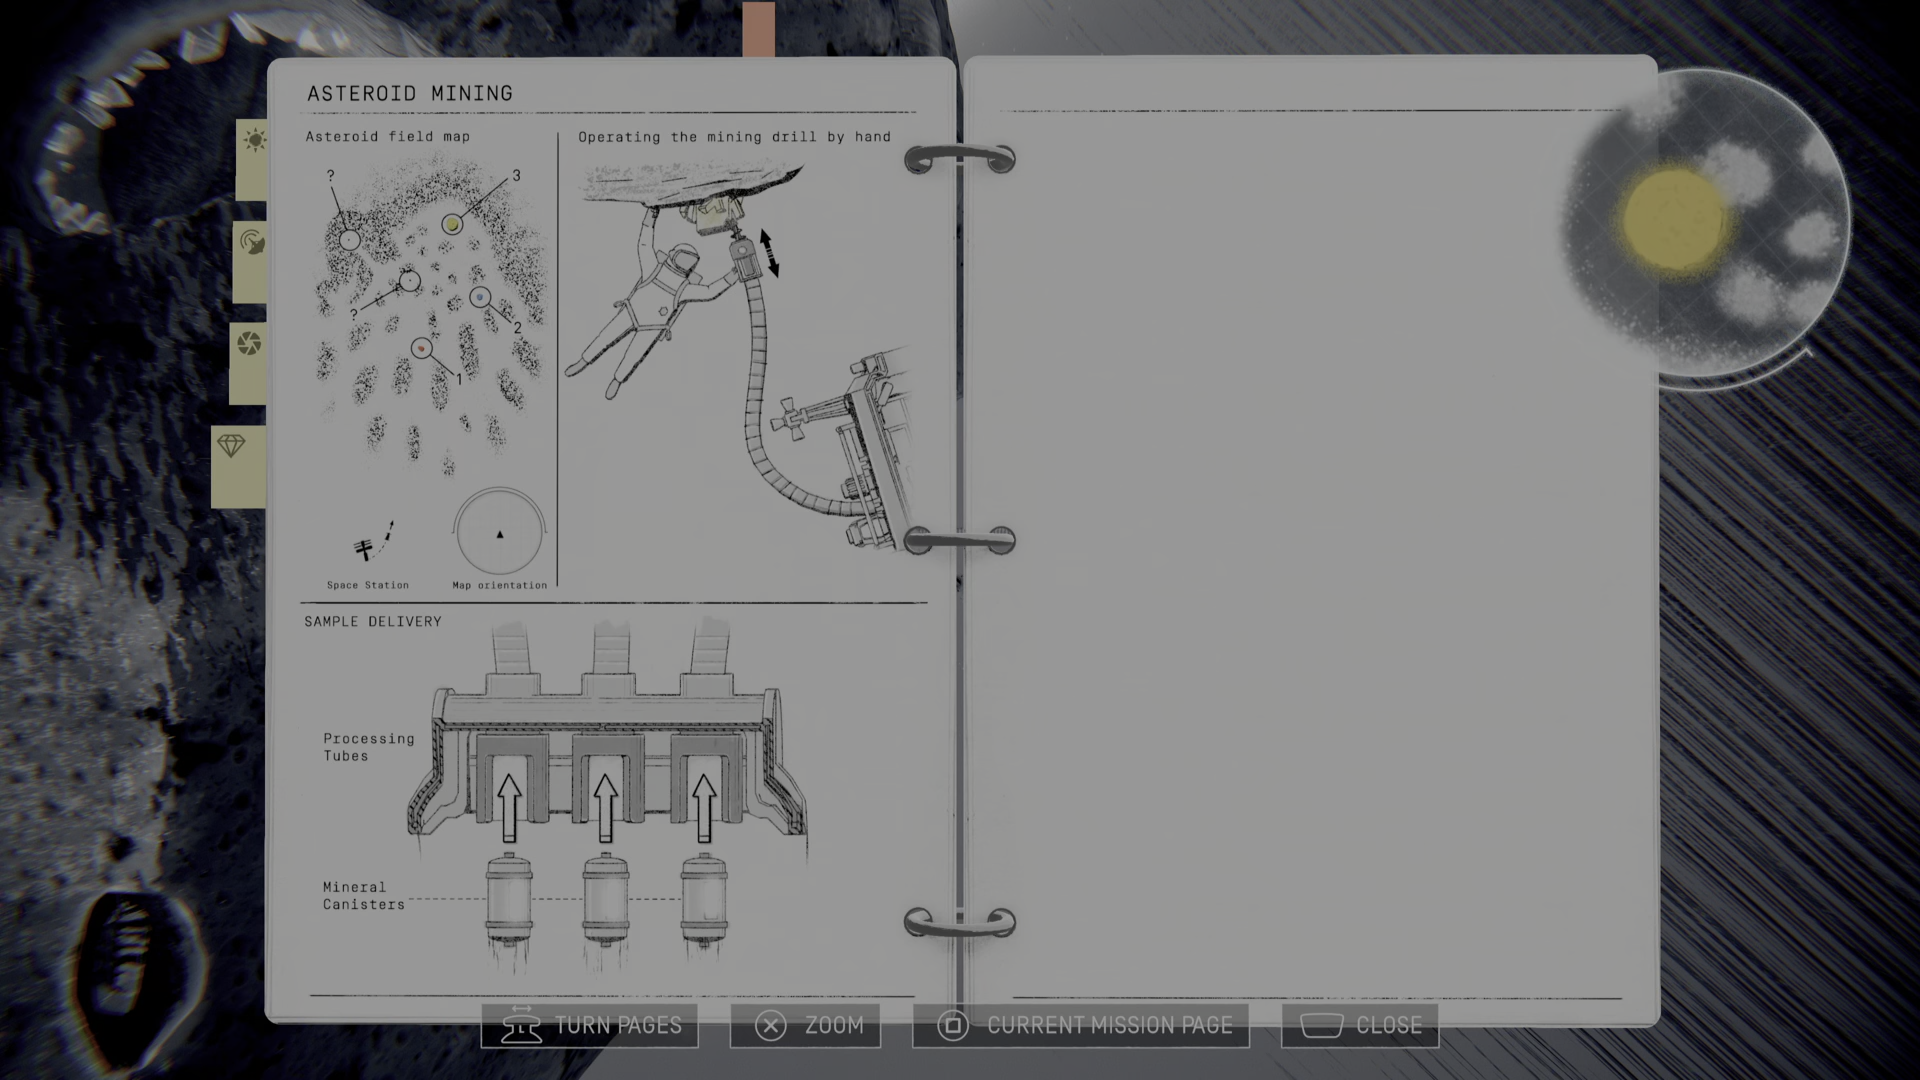 ASTEROID MINING
Asteroid field map
?
3
?
2
1
Space Station
Map orientation
Operating the mining drill by hand
SAMPLE DELIVERY
Processing
Tubes
Mineral
Canisters
L
TURN PAGES
ZOOM
CURRENT MISSION PAGE
CLOSE